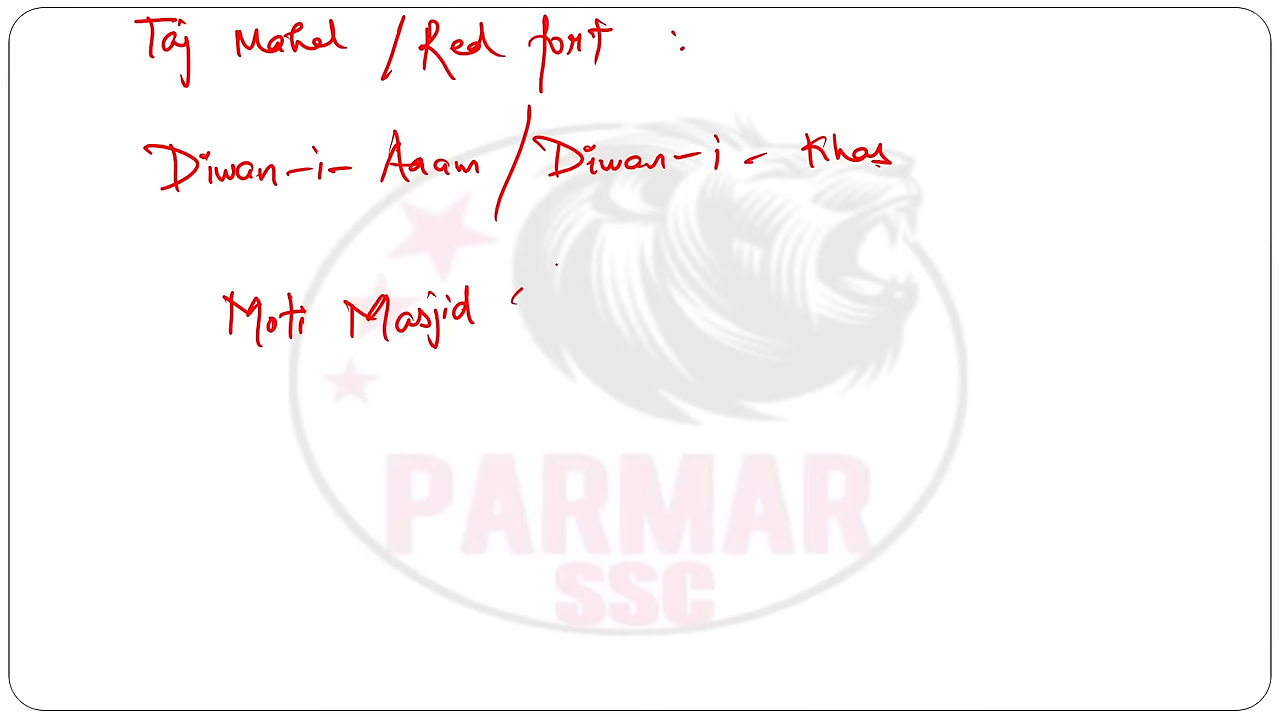 Taj Mahal / Red fort :
Diwan-i- Aaam / Diwan-i- Khas
Moti Masjid (
PARMAR
SSC